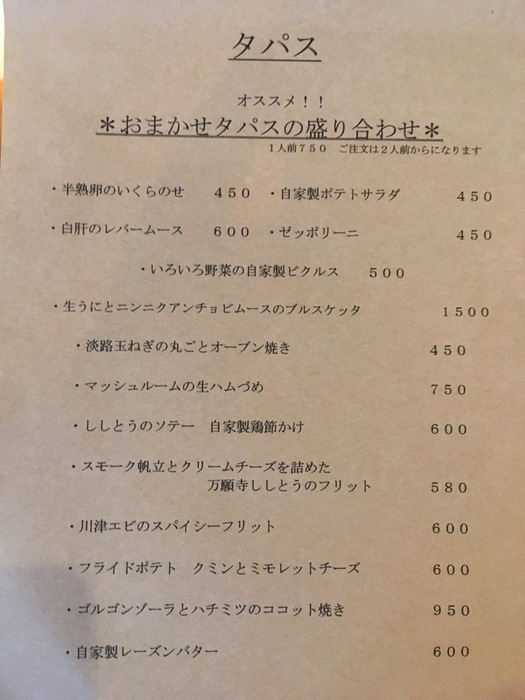 タパス
オススメ！！
＊おまかせタパスの盛り合わせ＊
１人前７５０　ご注文は２人前からになります
・半熟卵のいくらのせ　４５０　・自家製ポテトサラダ　４５０
・白肝のレバームース　６００　・ゼッポリーニ　４５０
・いろいろ野菜の自家製ピクルス　５００
・生うにとニンニクアンチョビムースのブルスケッタ　１５００
・淡路玉ねぎの丸ごとオーブン焼き　４５０
・マッシュルームの生ハムづめ　７５０
・ししとうのソテー　自家製鶏節かけ　６００
・スモーク帆立とクリームチーズを詰めた
万願寺ししとうのフリット　５８０
・川津エビのスパイシーフリット　６００
・フライドポテト　クミンとミモレットチーズ　６００
・ゴルゴンゾーラとハチミツのココット焼き　９５０
・自家製レーズンバター　６００